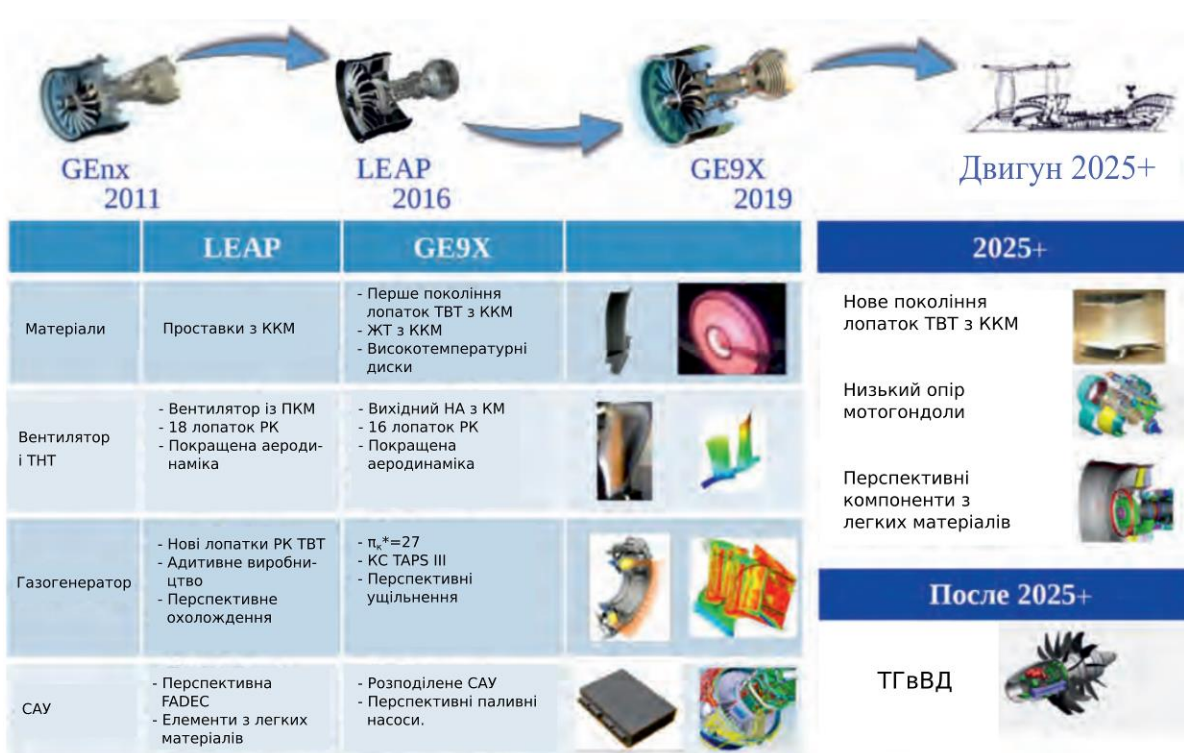 GEnx
2011
LEAP
2016
GE9X
2019
Двигун 2025+
LEAP
GE9X
Матеріали
Проставки з ККМ
- Перше покоління
лопаток ТВТ з ККМ
- ЖТ з ККМ
- Високотемпературні
диски
Вентилятор
і ТНТ
- Вентилятор із ПКМ
- 18 лопаток РК
- Покращена аероди-
наміка
- Вихідний НА з КМ
- 16 лопаток РК
- Покращена
аеродинаміка
Газогенератор
- Нові лопатки РК ТВТ
- Адитивне виробни-
цтво
- Перспективне
охолодження
- πк*=27
- КС TAPS III
- Перспективні
ущільнення
САУ
- Перспективна
FADEC
- Елементи з легких
матеріалів
- Розподілене САУ
- Перспективні паливні
насоси.
2025+
Нове покоління
лопаток ТВТ з ККМ
Низький опір
мотогондоли
Перспективні
компоненти з
легких матеріалів
После 2025+
ТГвВД